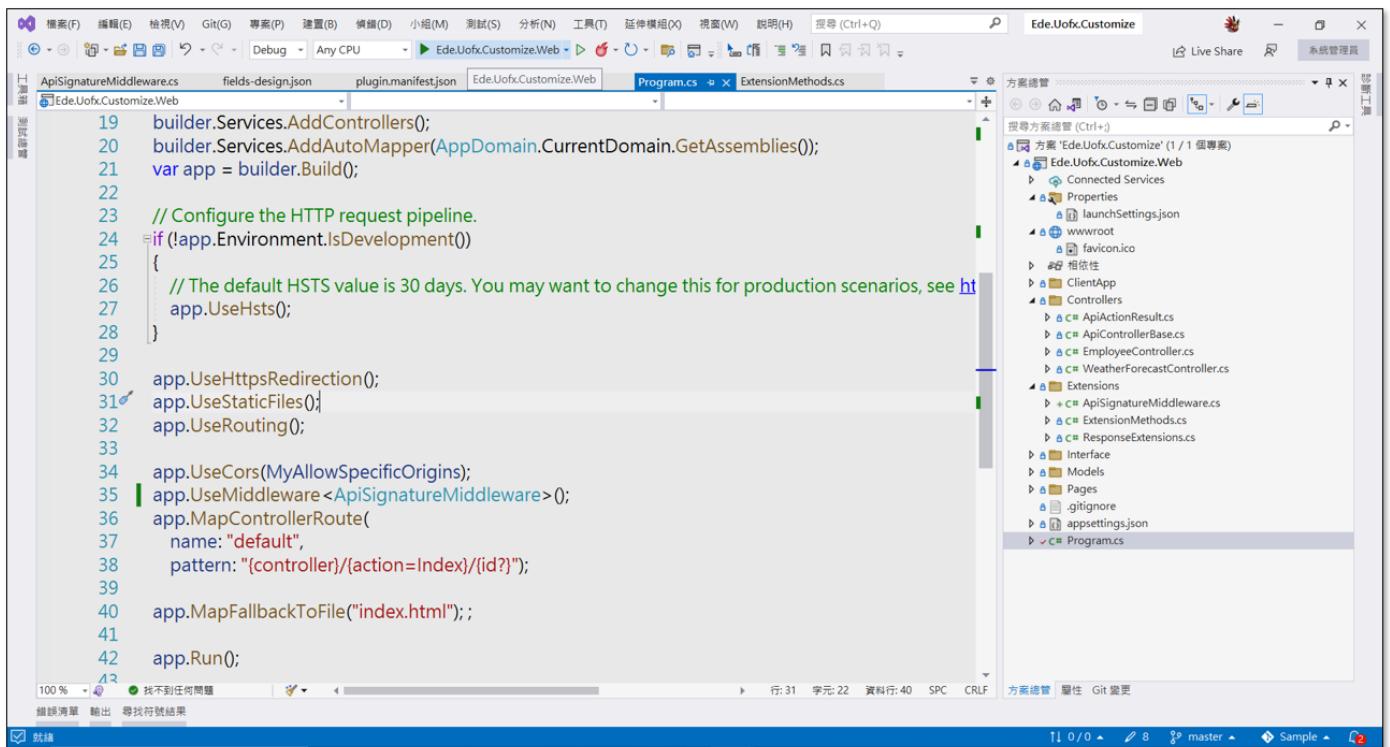 檔案(F) 編輯(E) 檢視(V) Git(G) 專案(P) 建置(B) 偵錯(D) 小組(M) 測試(S) 分析(N) 工具(T) 延伸模組(X) 視窗(W) 說明(H) 搜尋 (Ctrl+Q) Ede.Uofx.Customize
Debug Any CPU Ede.Uofx.Customize.Web Live Share 系統管理員
ApiSignatureMiddleware.cs fields-design.json plugin.manifest.json Ede.Uofx.Customize.Web Program.cs ExtensionMethods.cs
Ede.Uofx.Customize.Web
工具箱
測試總管
19 builder.Services.AddControllers();
20 builder.Services.AddAutoMapper(AppDomain.CurrentDomain.GetAssemblies());
21 var app = builder.Build();
22
23 // Configure the HTTP request pipeline.
24 if (!app.Environment.IsDevelopment())
25 {
26 // The default HSTS value is 30 days. You may want to change this for production scenarios, see ht
27 app.UseHsts();
28 }
29
30 app.UseHttpsRedirection();
31 app.UseStaticFiles();
32 app.UseRouting();
33
34 app.UseCors(MyAllowSpecificOrigins);
35 app.UseMiddleware<ApiSignatureMiddleware>();
36 app.MapControllerRoute(
37 name: "default",
38 pattern: "{controller}/{action=Index}/{id?}");
39
40 app.MapFallbackToFile("index.html"); ;
41
42 app.Run();
43
100 % 找不到任何問題 行: 31 字元: 22 資料行: 40 SPC CRLF
錯誤清單 輸出 尋找符號結果
方案總管
搜尋方案總管 (Ctrl+;)
方案 'Ede.Uofx.Customize' (1 / 1 個專案)
Ede.Uofx.Customize.Web
Connected Services
Properties
launchSettings.json
wwwroot
favicon.ico
相依性
ClientApp
Controllers
ApiActionResult.cs
ApiControllerBase.cs
EmployeeController.cs
WeatherForecastController.cs
Extensions
ApiSignatureMiddleware.cs
ExtensionMethods.cs
ResponseExtensions.cs
Interface
Models
Pages
.gitignore
appsettings.json
Program.cs
方案總管 屬性 Git 變更
診斷工具
就緒 0 / 0 8 master Sample 2